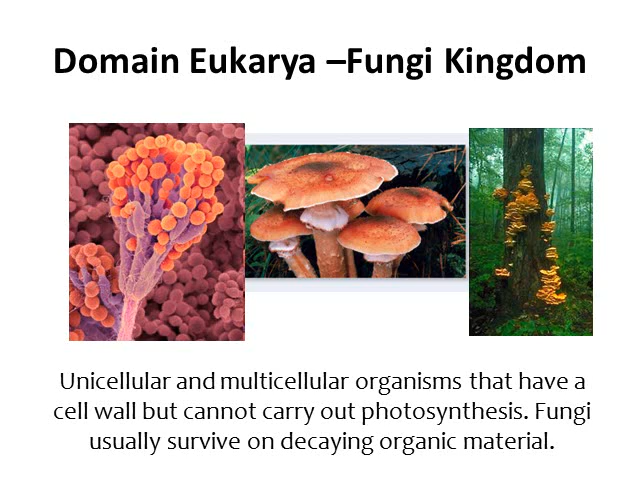 Domain Eukarya –Fungi Kingdom
Unicellular and multicellular organisms that have a
cell wall but cannot carry out photosynthesis. Fungi
usually survive on decaying organic material.